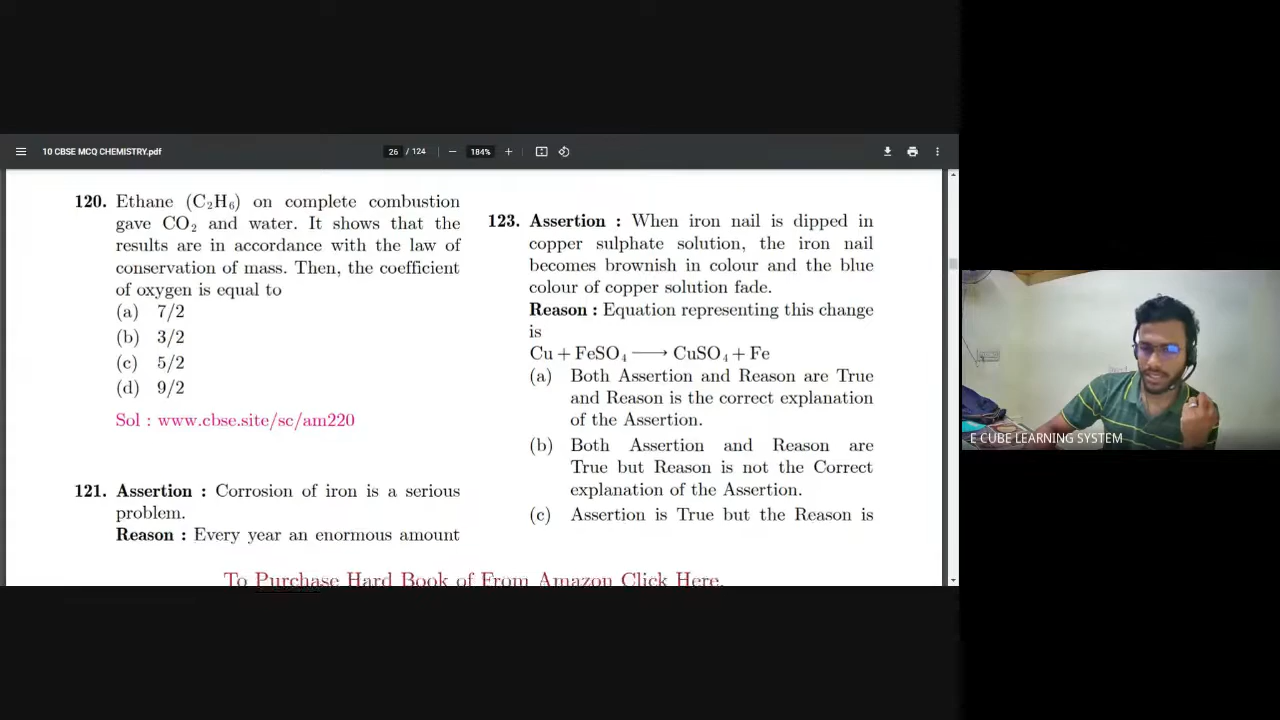 10 CBSE MCQ CHEMISTRY.pdf
26 / 124
184%
120. Ethane (C₂H₆) on complete combustion
gave CO₂ and water. It shows that the
results are in accordance with the law of
conservation of mass. Then, the coefficient
of oxygen is equal to
(a) 7/2
(b) 3/2
(c) 5/2
(d) 9/2
Sol : www.cbse.site/sc/am220
121. Assertion : Corrosion of iron is a serious
problem.
Reason : Every year an enormous amount
123. Assertion : When iron nail is dipped in
copper sulphate solution, the iron nail
becomes brownish in colour and the blue
colour of copper solution fade.
Reason : Equation representing this change
is
Cu + FeSO₄ ⟶ CuSO₄ + Fe
(a) Both Assertion and Reason are True
and Reason is the correct explanation
of the Assertion.
(b) Both Assertion and Reason are
True but Reason is not the Correct
explanation of the Assertion.
(c) Assertion is True but the Reason is
To Purchase Hard Book of From Amazon Click Here.
E CUBE LEARNING SYSTEM